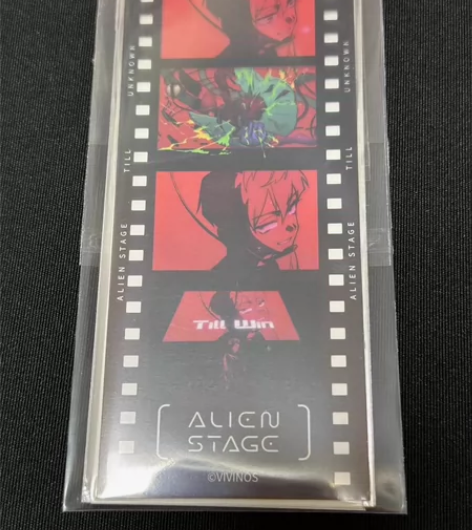 UNKNOWN
UNKNOWN
TILL
TILL
ALIEN STAGE
ALIEN STAGE
Till Win
ALIEN
STAGE
©VIVINOS